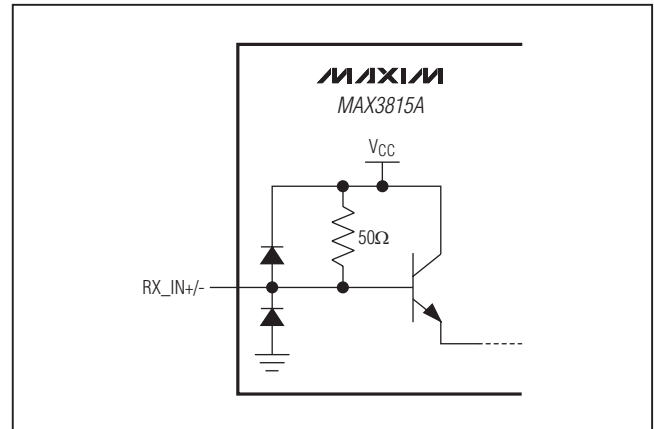 MAXIM
MAX3815A
VCC
50Ω
RX_IN+/-